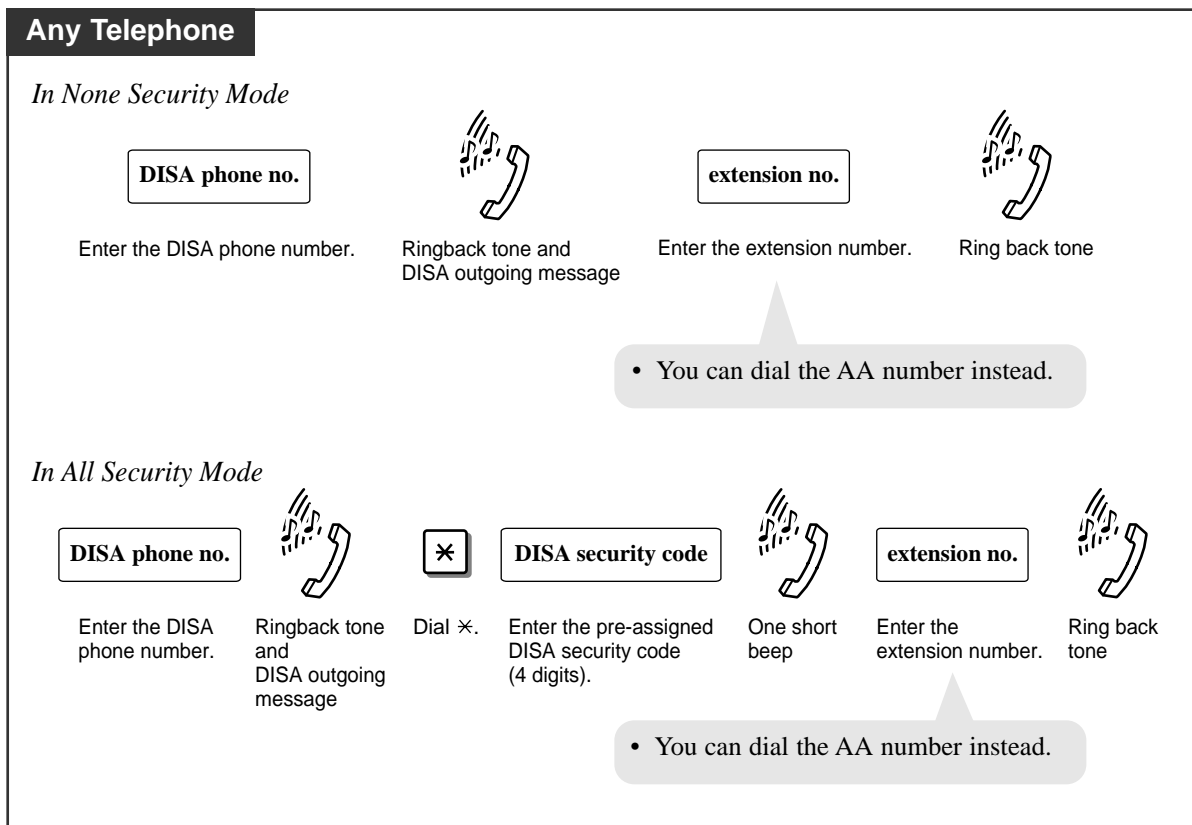 Any Telephone
In None Security Mode
DISA phone no.
extension no.
Enter the DISA phone number.
Ringback tone and
DISA outgoing message
Enter the extension number.
Ring back tone
• You can dial the AA number instead.
In All Security Mode
DISA phone no.
✳
DISA security code
extension no.
Enter the DISA
phone number.
Ringback tone
and
DISA outgoing
message
Dial ✳.
Enter the pre-assigned
DISA security code
(4 digits).
One short
beep
Enter the
extension number.
Ring back
tone
• You can dial the AA number instead.